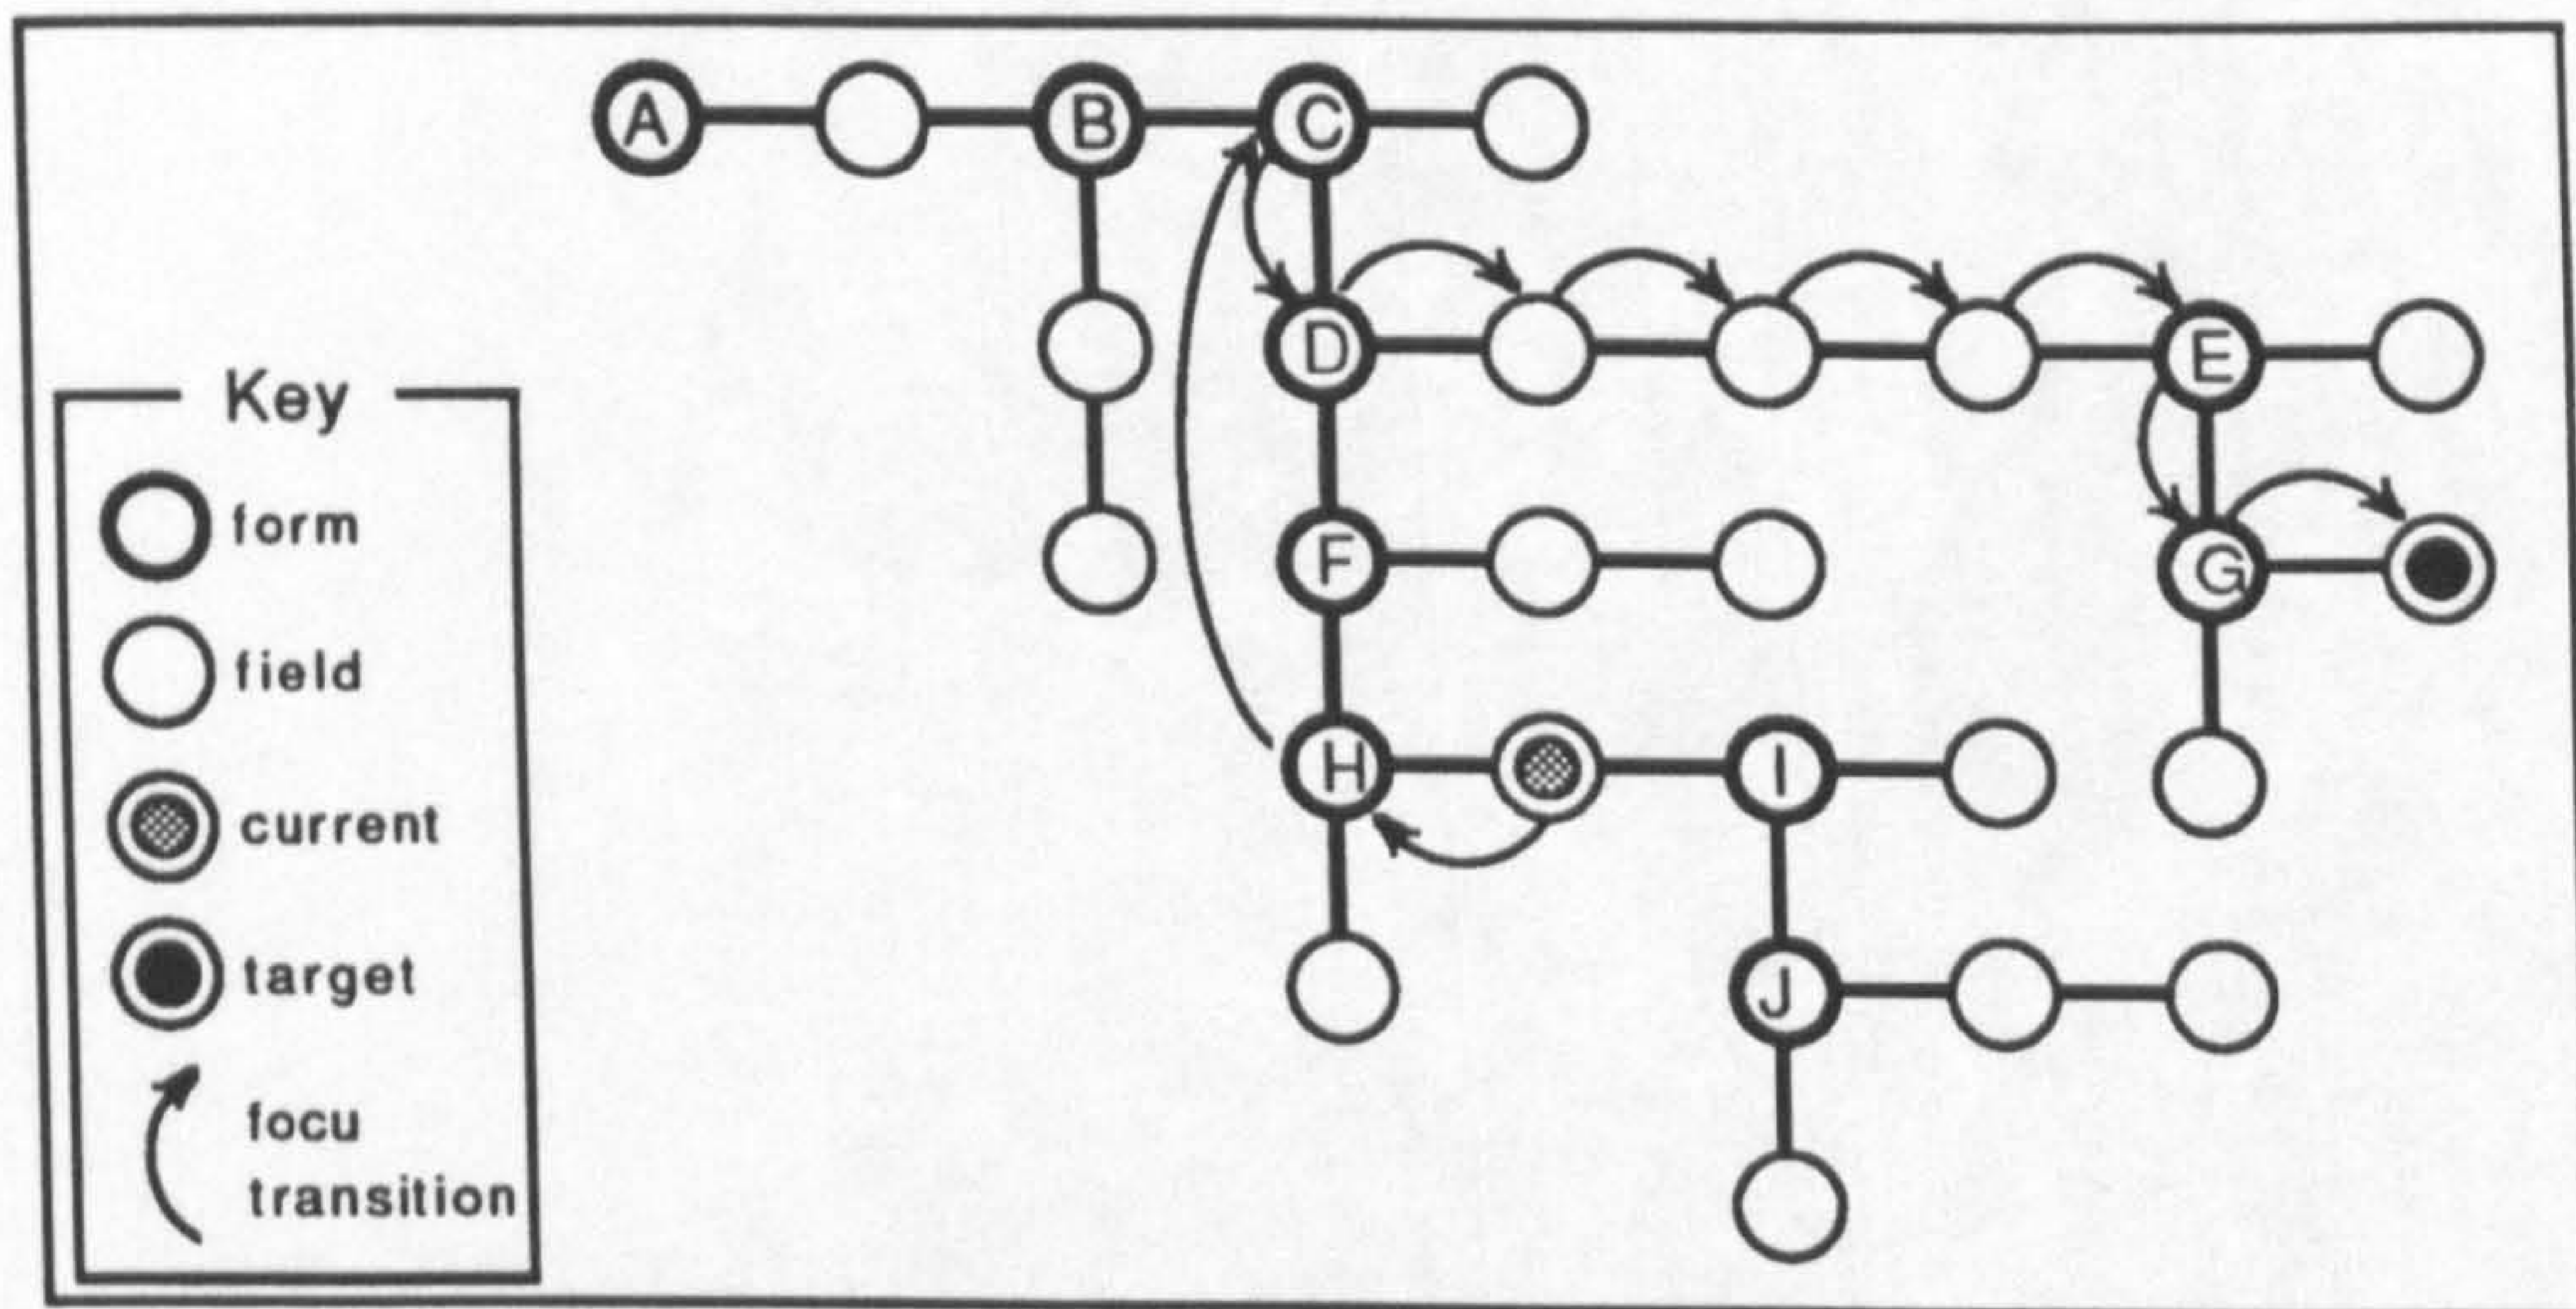 A B C
D E
Key
form
F G
field
H I
current
target
J
focu
transition